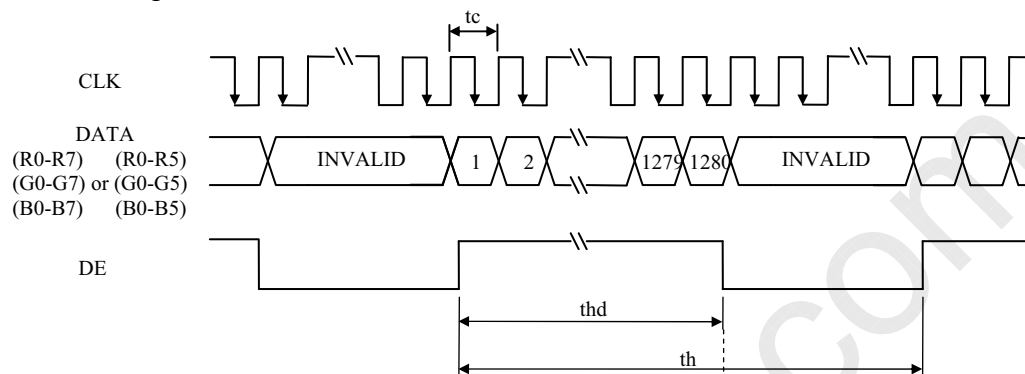 tc
CLK
DATA
(R0-R7) (R0-R5)
(G0-G7) or (G0-G5)
(B0-B7) (B0-B5)
INVALID 1 2 1279 1280 INVALID
DE
thd
th
com